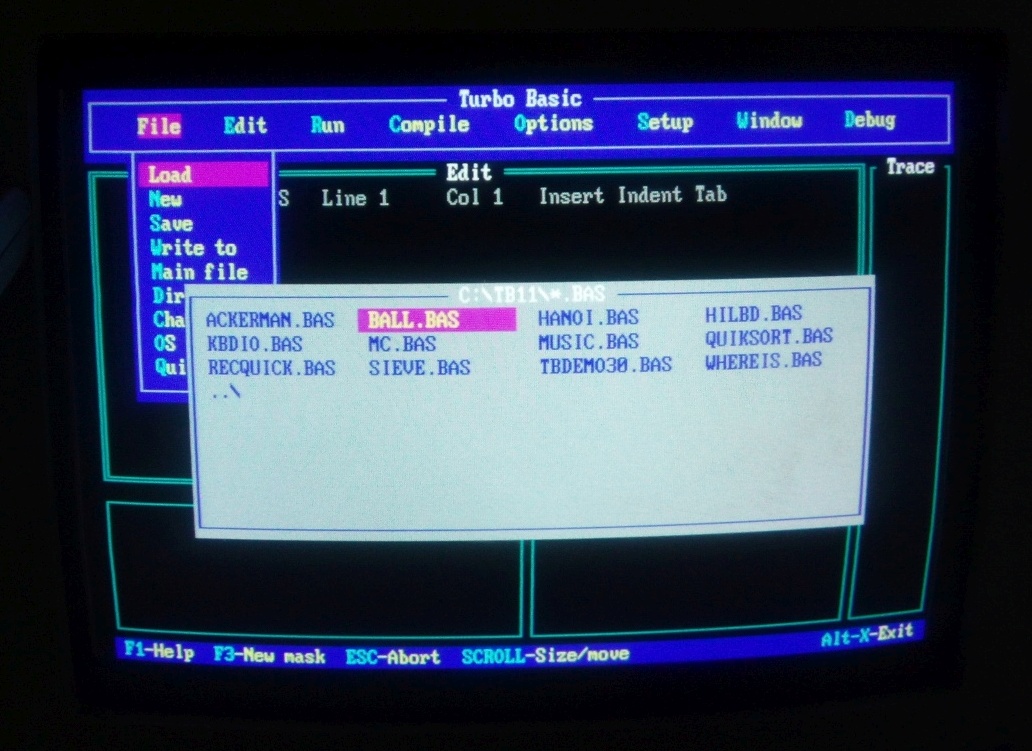 Turbo Basic
File Edit Run Compile Options Setup Window Debug
Load
New
Save
Write to
Main file
Dir
Cha
OS
Qui
Edit
S Line 1 Col 1 Insert Indent Tab
Trace
C:\TB11\*.BAS
ACKERMAN.BAS BALL.BAS HANOI.BAS HILBD.BAS
KBDIO.BAS MC.BAS MUSIC.BAS QUIKSORT.BAS
RECQUICK.BAS SIEVE.BAS TBDEMO30.BAS WHEREIS.BAS
..\
F1-Help F3-New mask ESC-Abort SCROLL-Size/move Alt-X-Exit